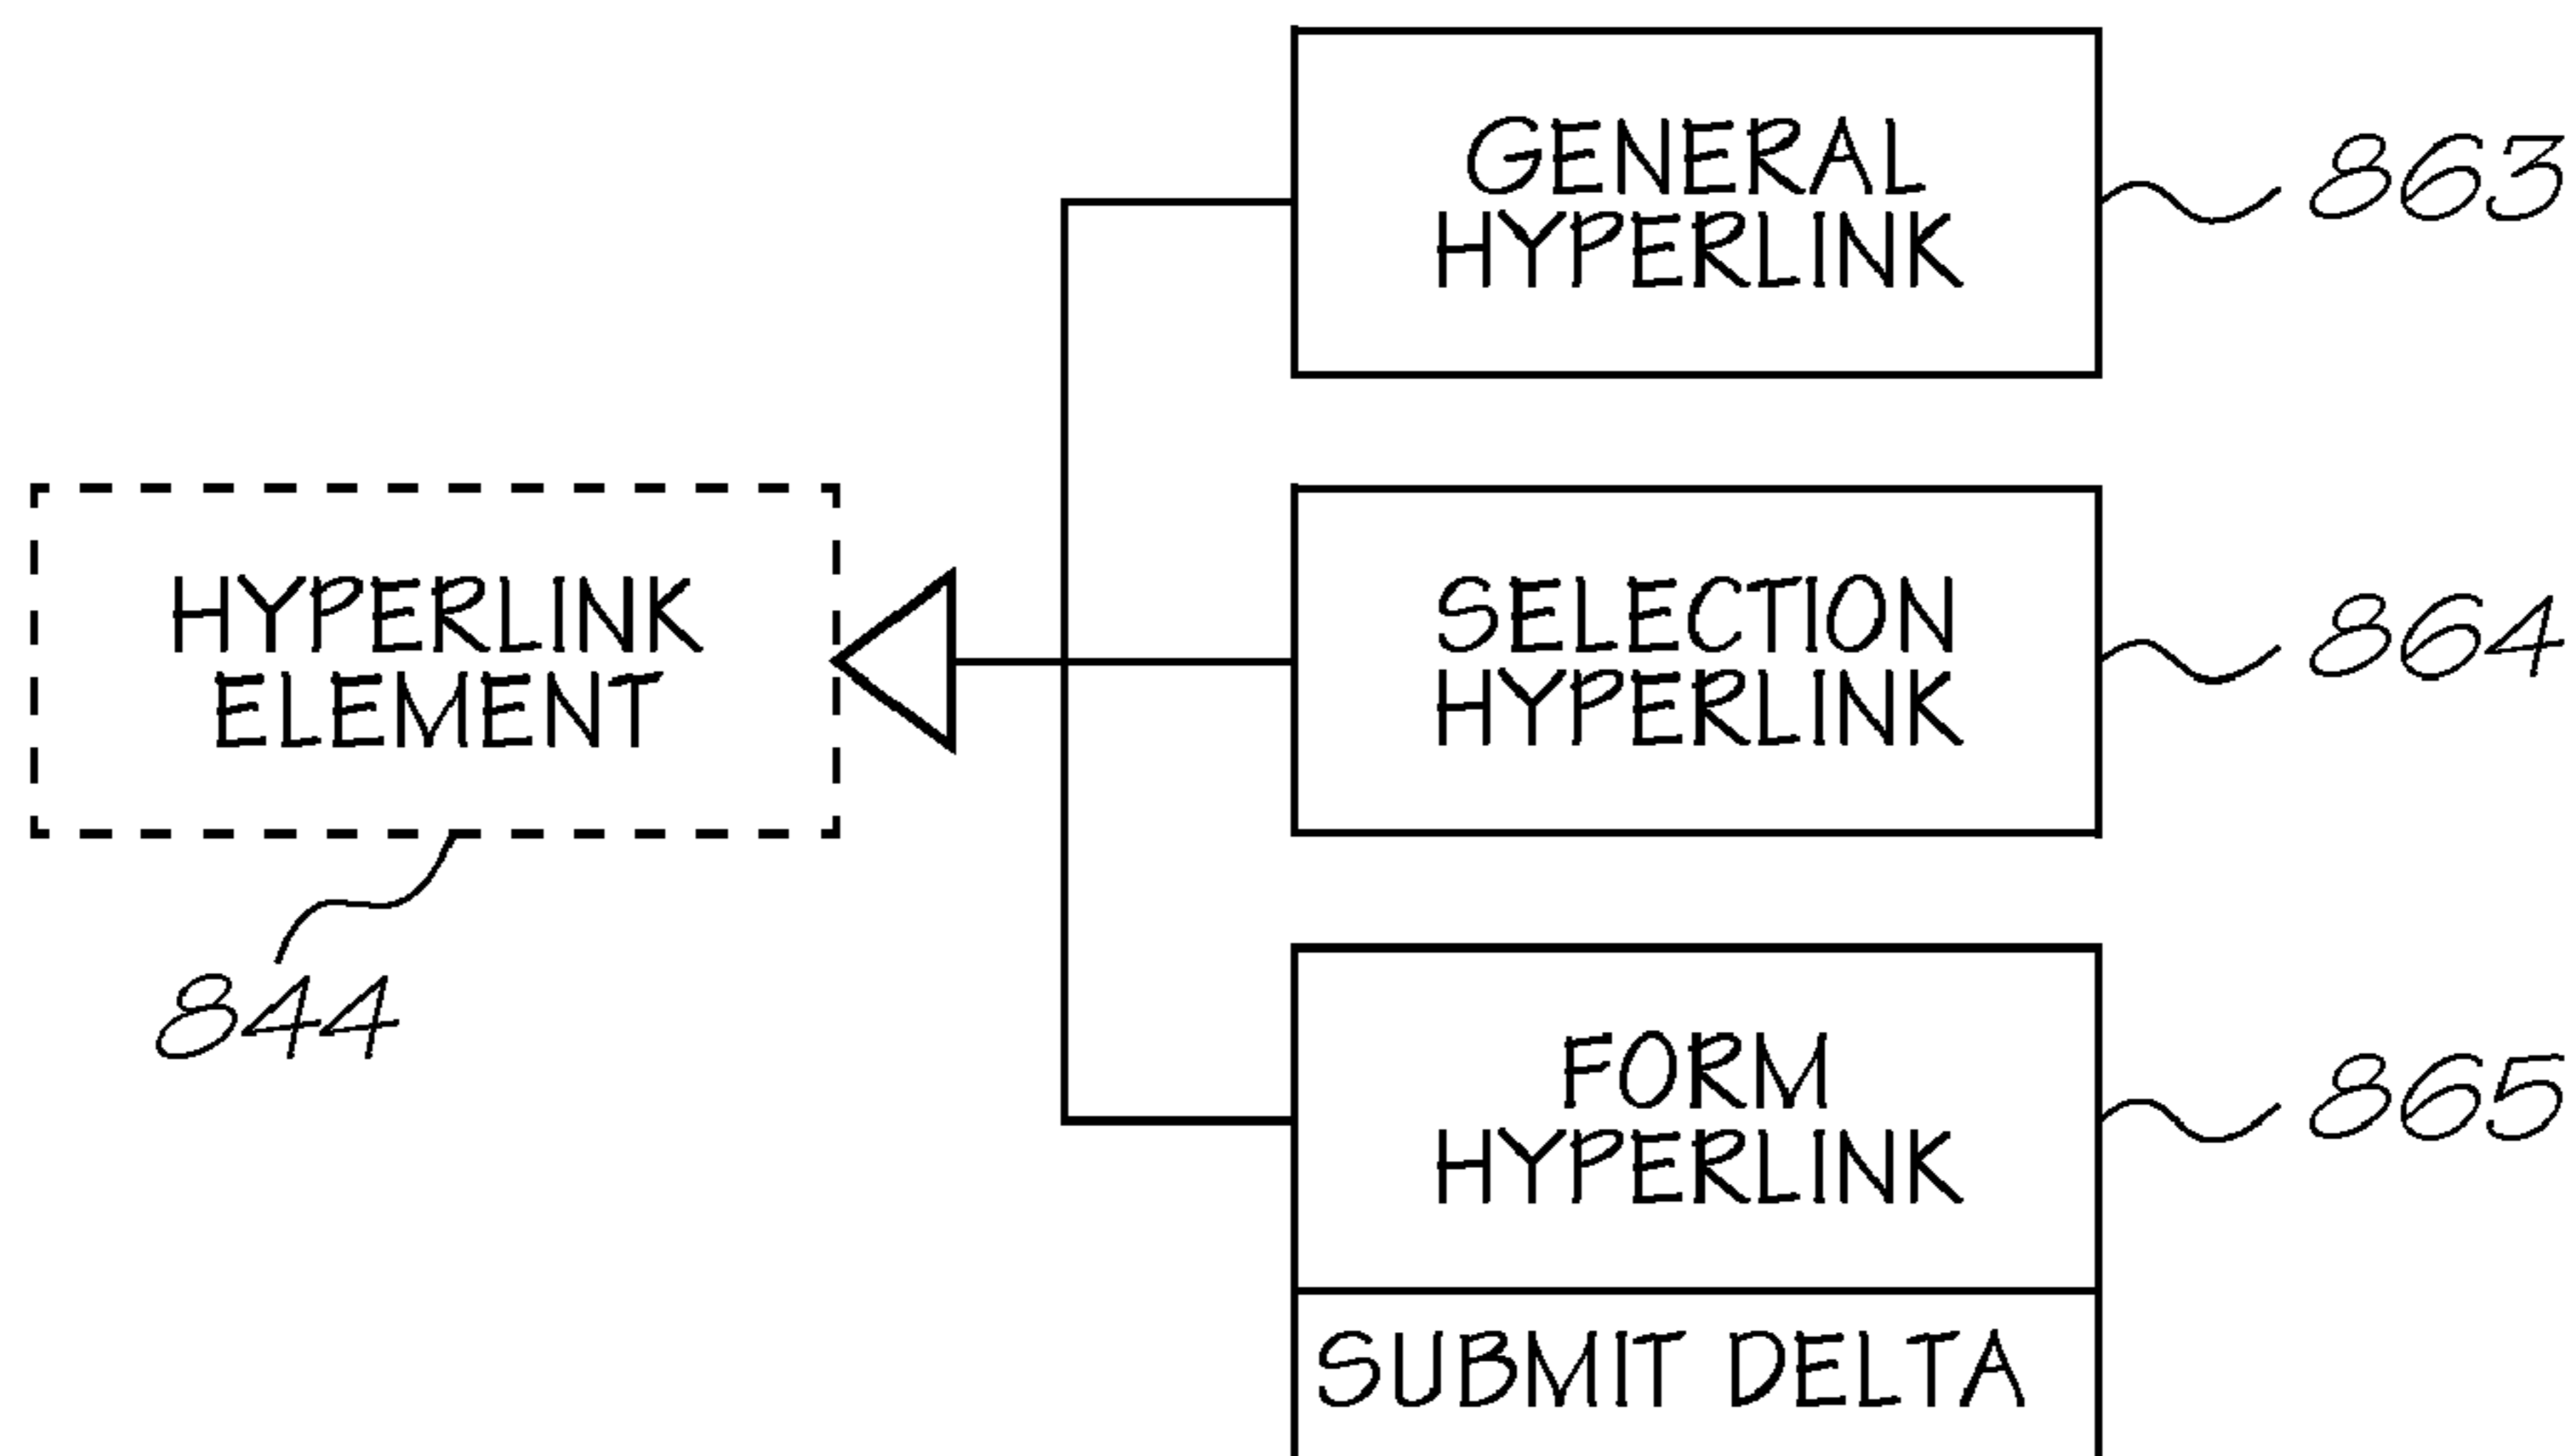 GENERAL
HYPERLINK
863
HYPERLINK
ELEMENT
844
SELECTION
HYPERLINK
864
FORM
HYPERLINK
865
SUBMIT DELTA